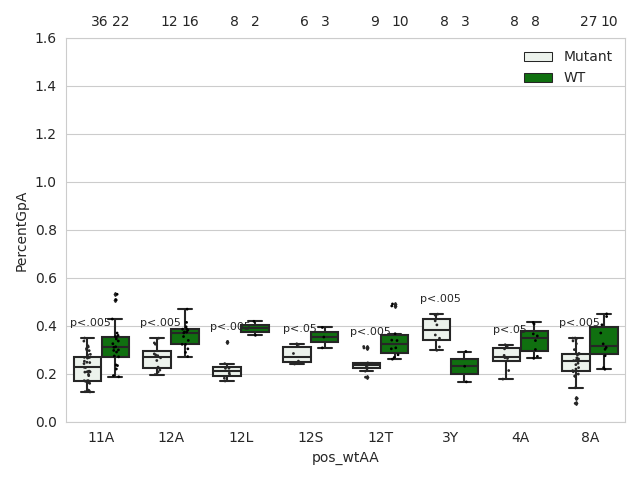 36 22 12 16 8 2 6 3 9 10 8 3 8 8 27 10
1.6
Mutant
WT
1.4
1.2
1.0
0.8
0.6
0.4
0.2
0.0
PercentGpA
p<.005 p<.005 p<.005 p<.05 p<.005 p<.005 p<.05 p<.005
11A 12A 12L 12S 12T 3Y 4A 8A
pos_wtAA